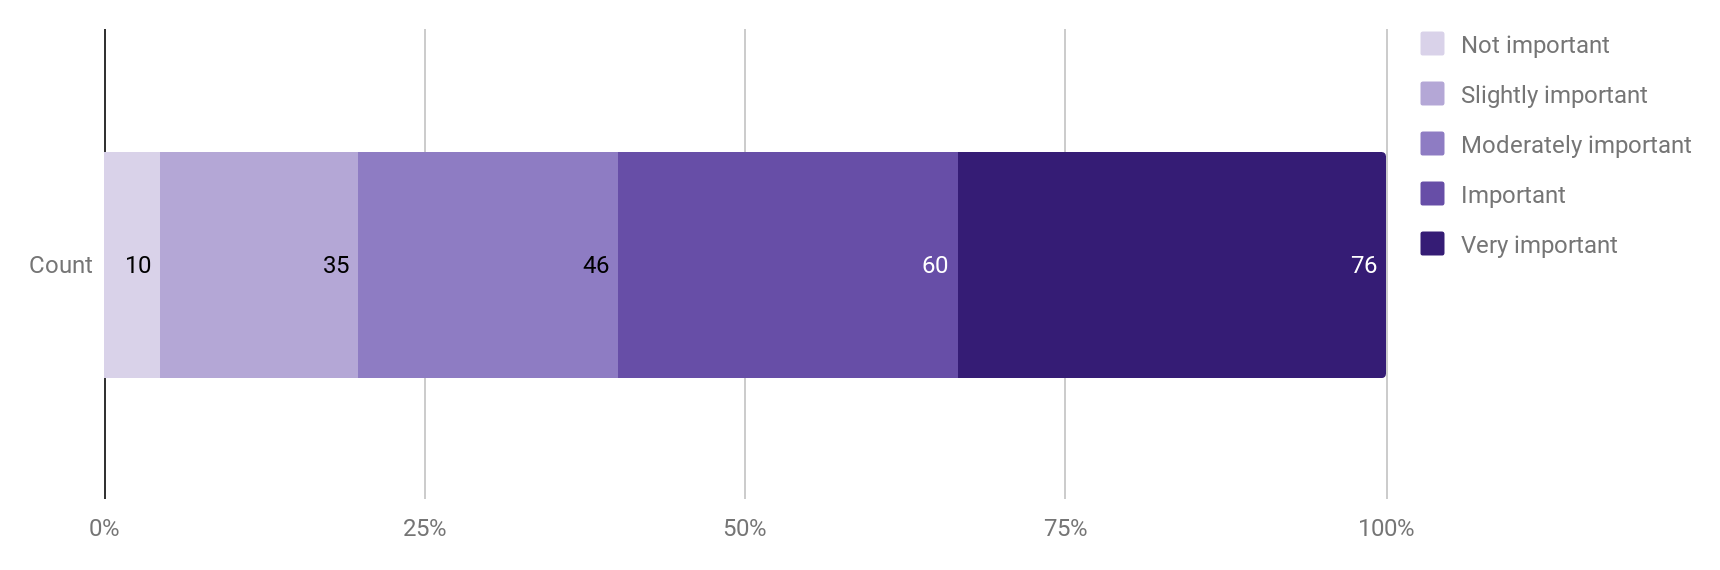 Not important
Slightly important
Moderately important
Important
Very important
Count 10 35 46 60 76
0% 25% 50% 75% 100%